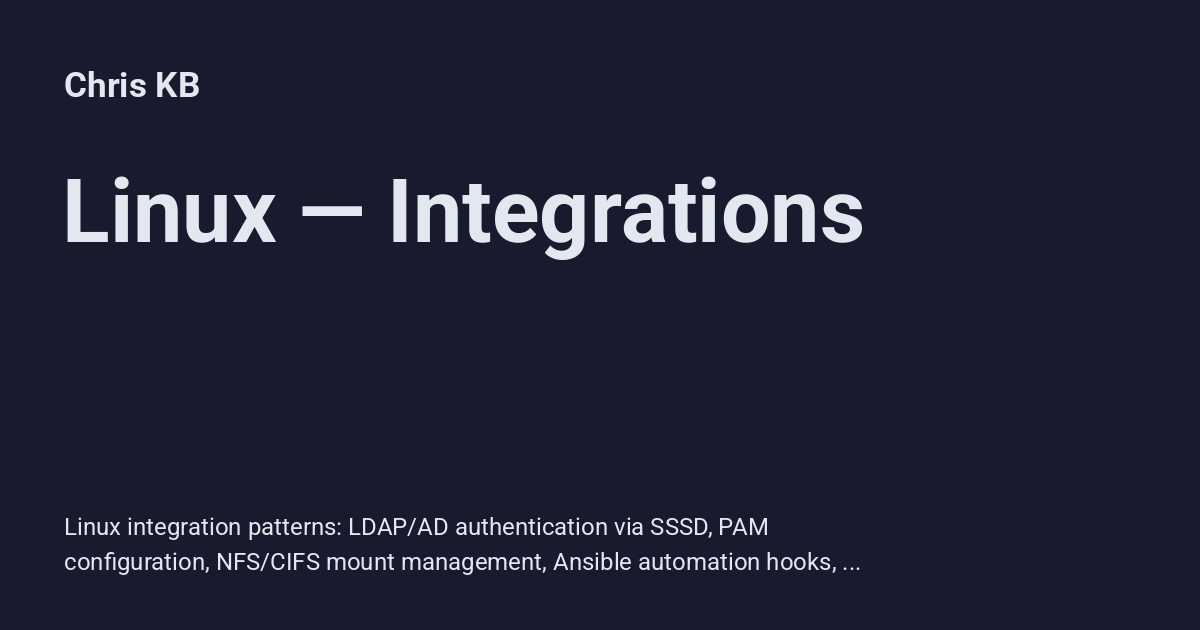 Chris KB
Linux — Integrations
Linux integration patterns: LDAP/AD authentication via SSSD, PAM
configuration, NFS/CIFS mount management, Ansible automation hooks, ...